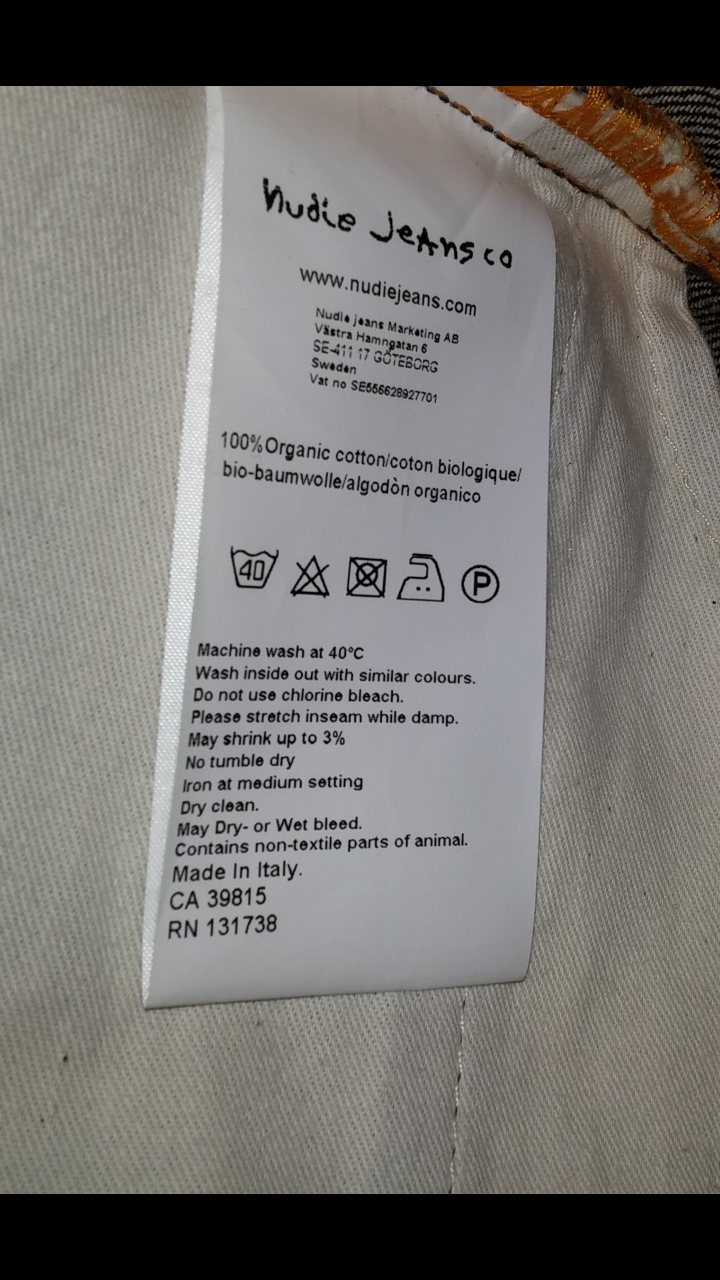 Nudie Jeans co
www.nudiejeans.com
Nudie Jeans Marketing AB
Västra Hamngatan 6
SE-411 17 GÖTEBORG
Sweden
Vat no SE556628927701
100%Organic cotton/coton biologique/
bio-baumwolle/algodòn organico
40 P
Machine wash at 40°C
Wash inside out with similar colours.
Do not use chlorine bleach.
Please stretch inseam while damp.
May shrink up to 3%
No tumble dry
Iron at medium setting
Dry clean.
May Dry- or Wet bleed.
Contains non-textile parts of animal.
Made In Italy.
CA 39815
RN 131738